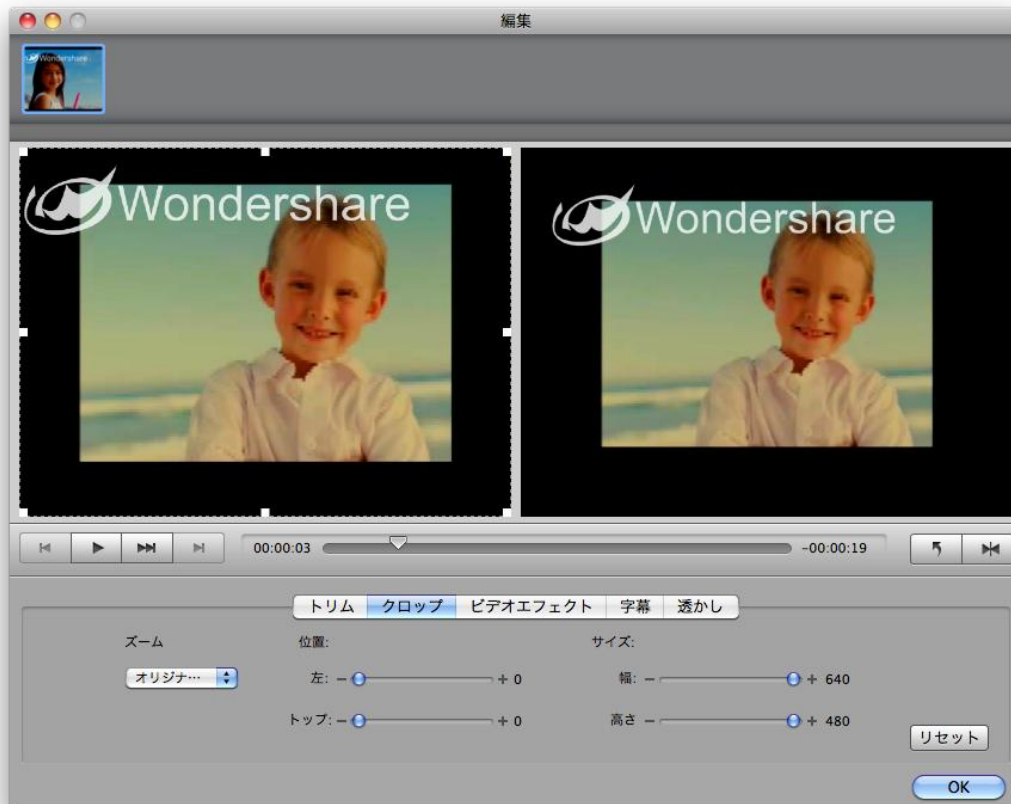 編集
Wondershare
Wondershare
Wondershare
00:00:03
-00:00:19
トリム クロップ ビデオエフェクト 字幕 透かし
ズーム 位置: サイズ:
オリジナ… 左: 0 幅: 640
トップ: 0 高さ 480
リセット
OK